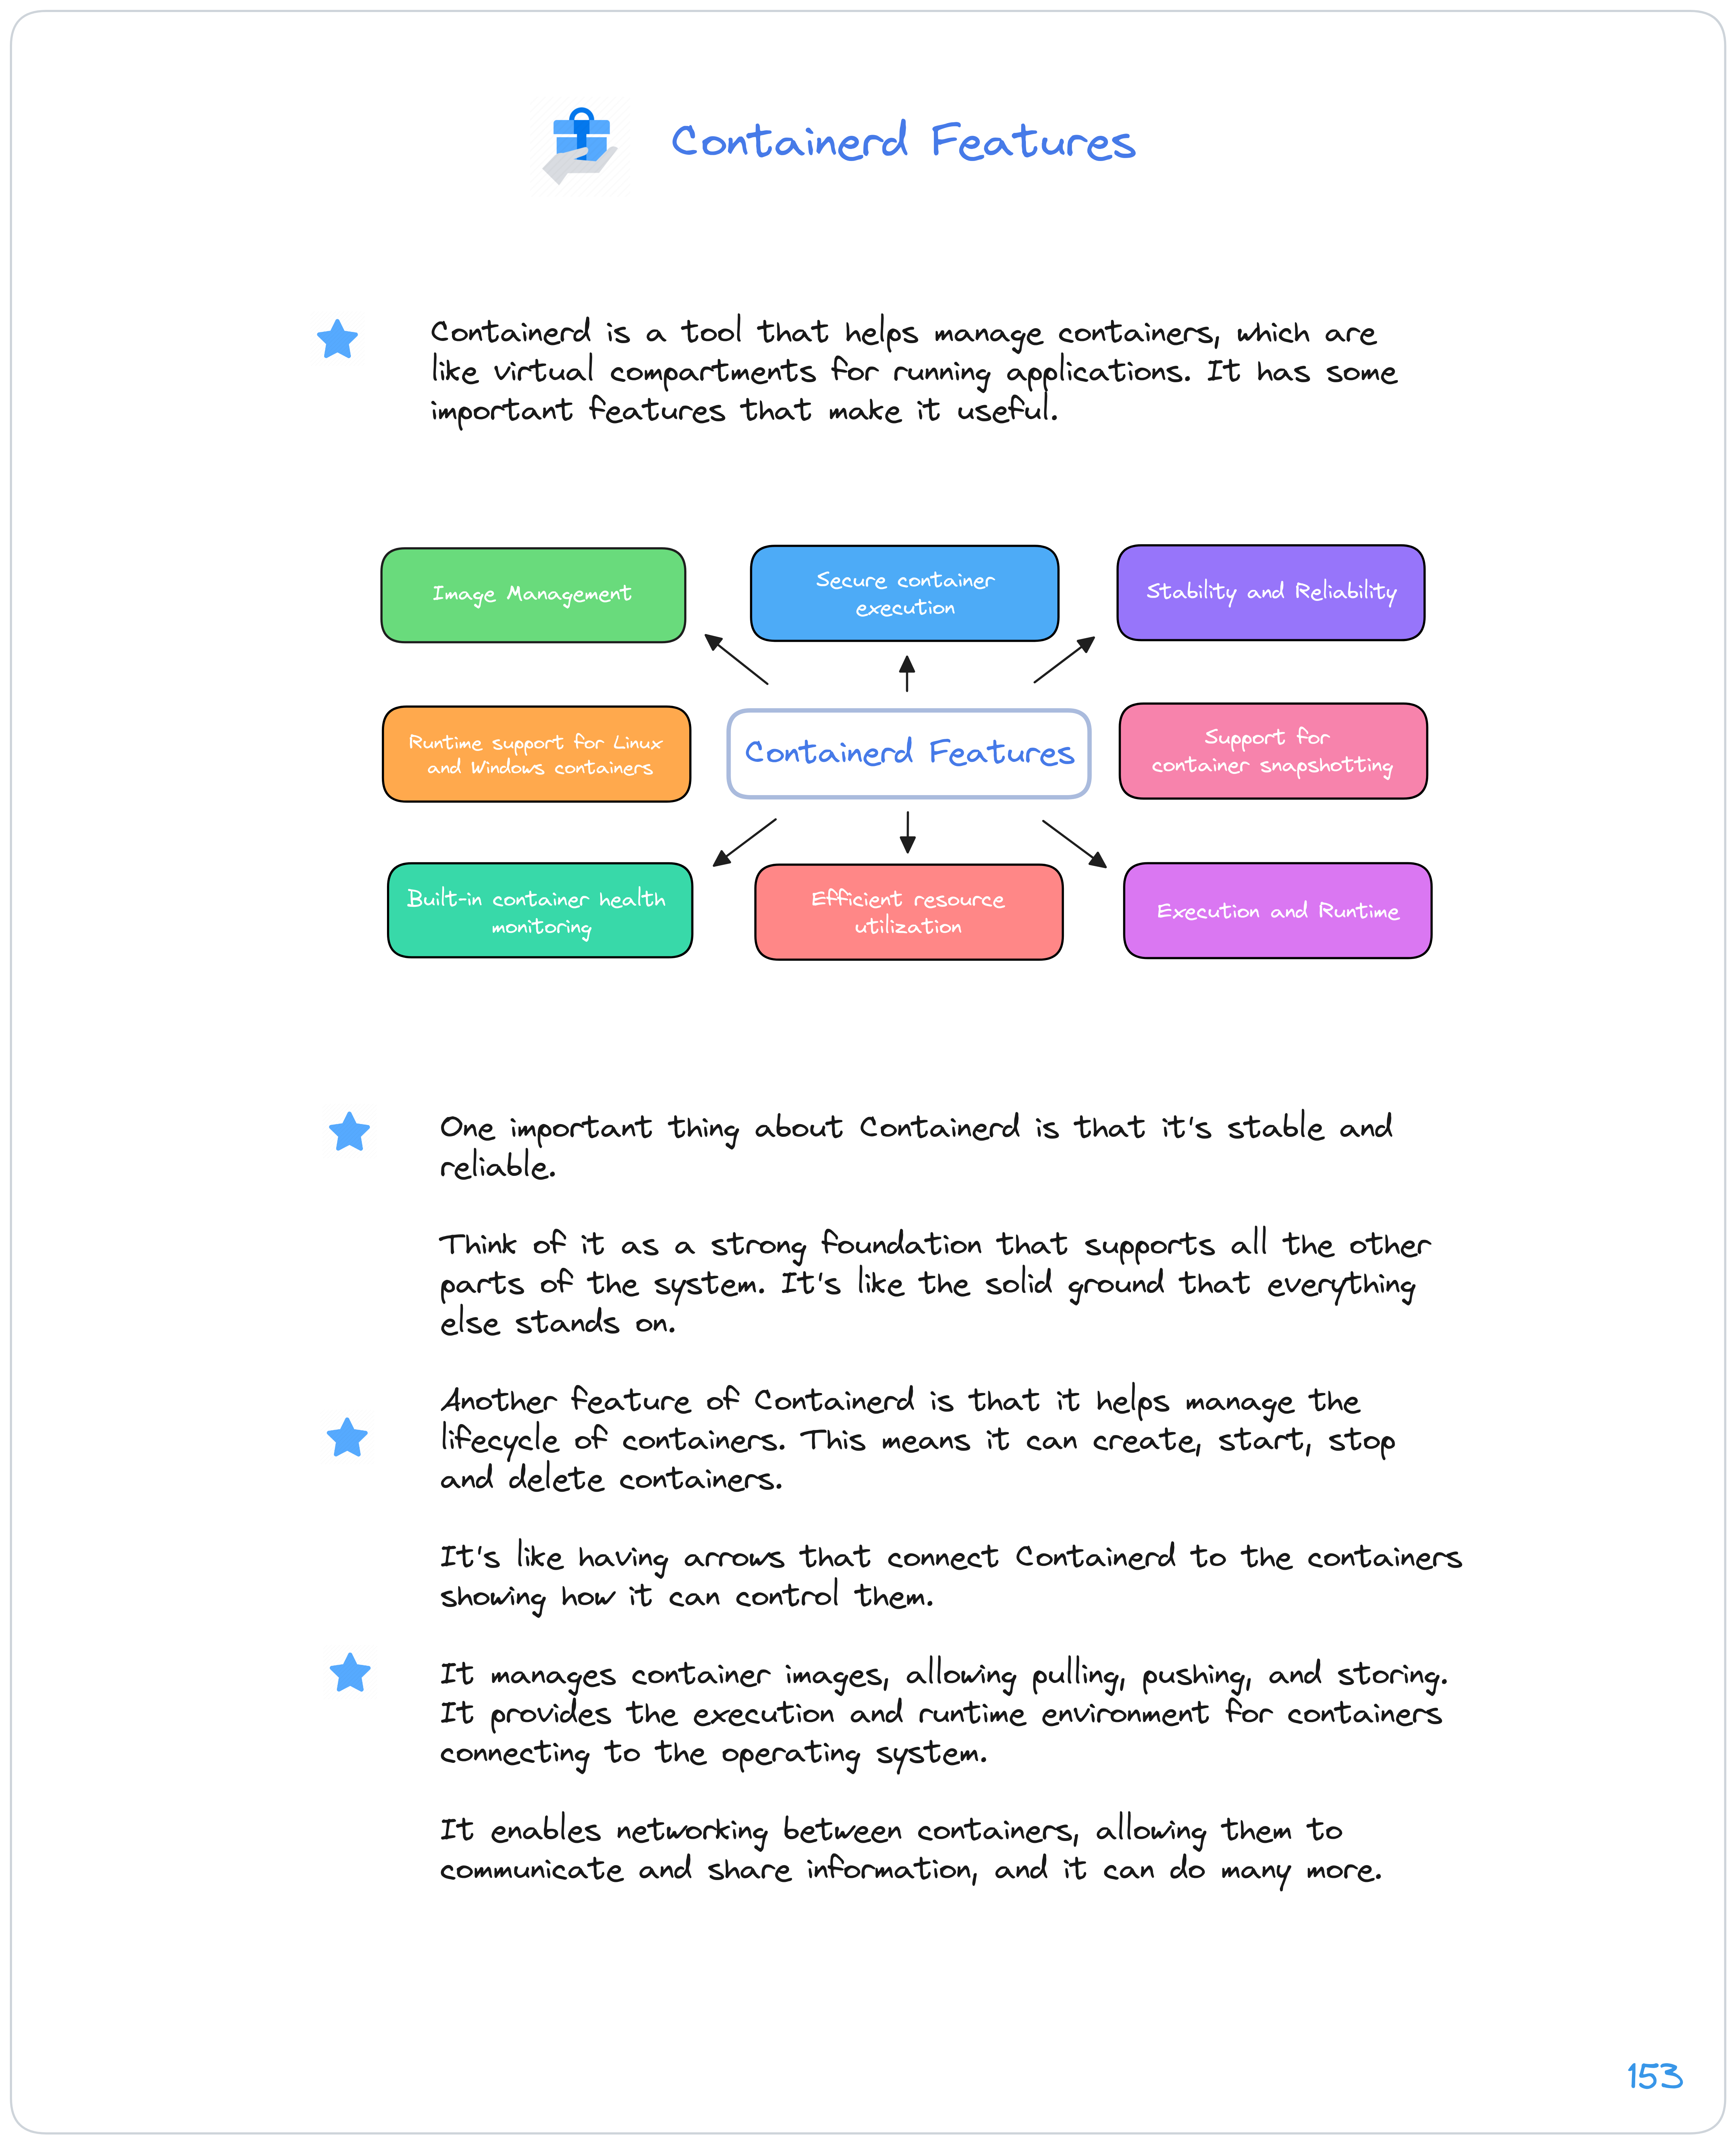 Containerd Features
Containerd is a tool that helps manage containers, which are
like virtual compartments for running applications. It has some
important features that make it useful.
Image Management
Secure container
execution
Stability and Reliability
Runtime support for Linux
and Windows containers
Containerd Features
Support for
container snapshotting
Built-in container health
monitoring
Efficient resource
utilization
Execution and Runtime
One important thing about Containerd is that it's stable and
reliable.
Think of it as a strong foundation that supports all the other
parts of the system. It's like the solid ground that everything
else stands on.
Another feature of Containerd is that it helps manage the
lifecycle of containers. This means it can create, start, stop
and delete containers.
It's like having arrows that connect Containerd to the containers
showing how it can control them.
It manages container images, allowing pulling, pushing, and storing.
It provides the execution and runtime environment for containers
connecting to the operating system.
It enables networking between containers, allowing them to
communicate and share information, and it can do many more.
153